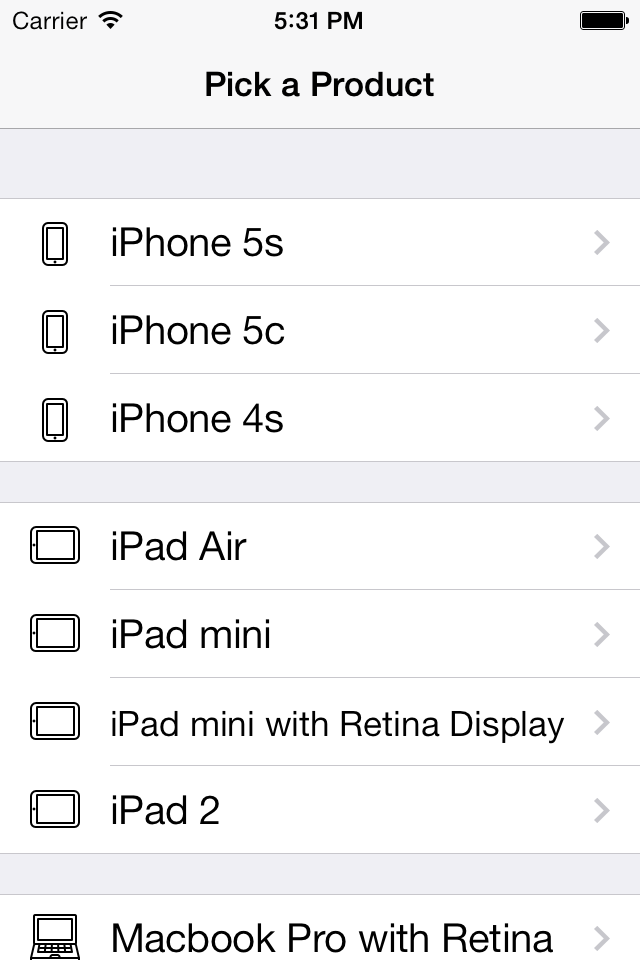 Carrier 5:31 PM
Pick a Product
iPhone 5s
iPhone 5c
iPhone 4s
iPad Air
iPad mini
iPad mini with Retina Display
iPad 2
Macbook Pro with Retina